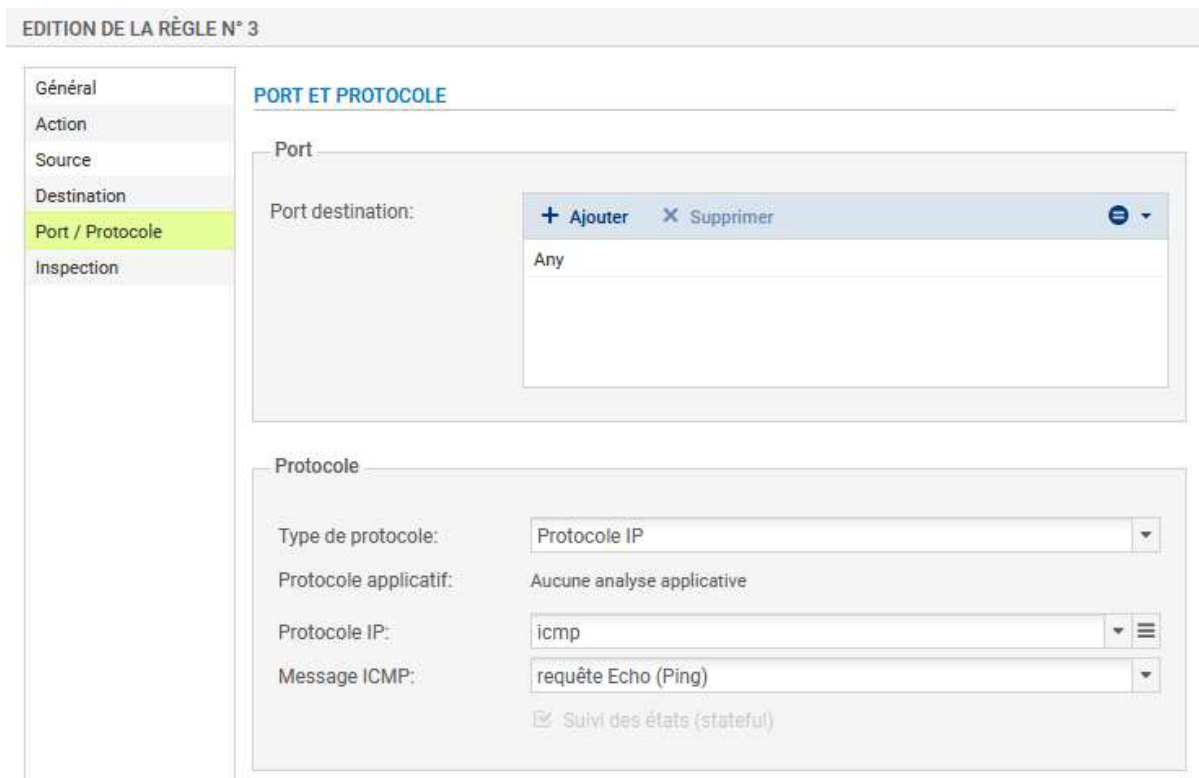 EDITION DE LA RÈGLE N° 3
Général
Action
Source
Destination
Port / Protocole
Inspection
PORT ET PROTOCOLE
Port
Port destination:
+ Ajouter
× Supprimer
Any
Protocole
Type de protocole:
Protocole IP
Protocole applicatif:
Aucune analyse applicative
Protocole IP:
icmp
Message ICMP:
requête Echo (Ping)
Suivi des états (stateful)